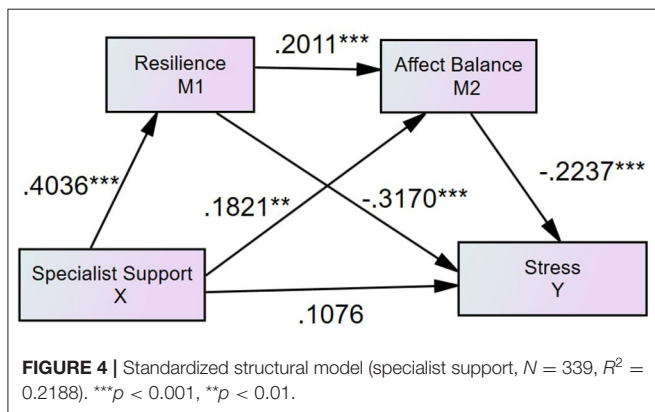 .2011***
Resilience
M1
Affect Balance
M2
.4036***
.1821**
-.3170***
-.2237***
Specialist Support
X
Stress
Y
.1076
FIGURE 4 | Standardized structural model (specialist support, N = 339, R² =
0.2188). ***p < 0.001, **p < 0.01.